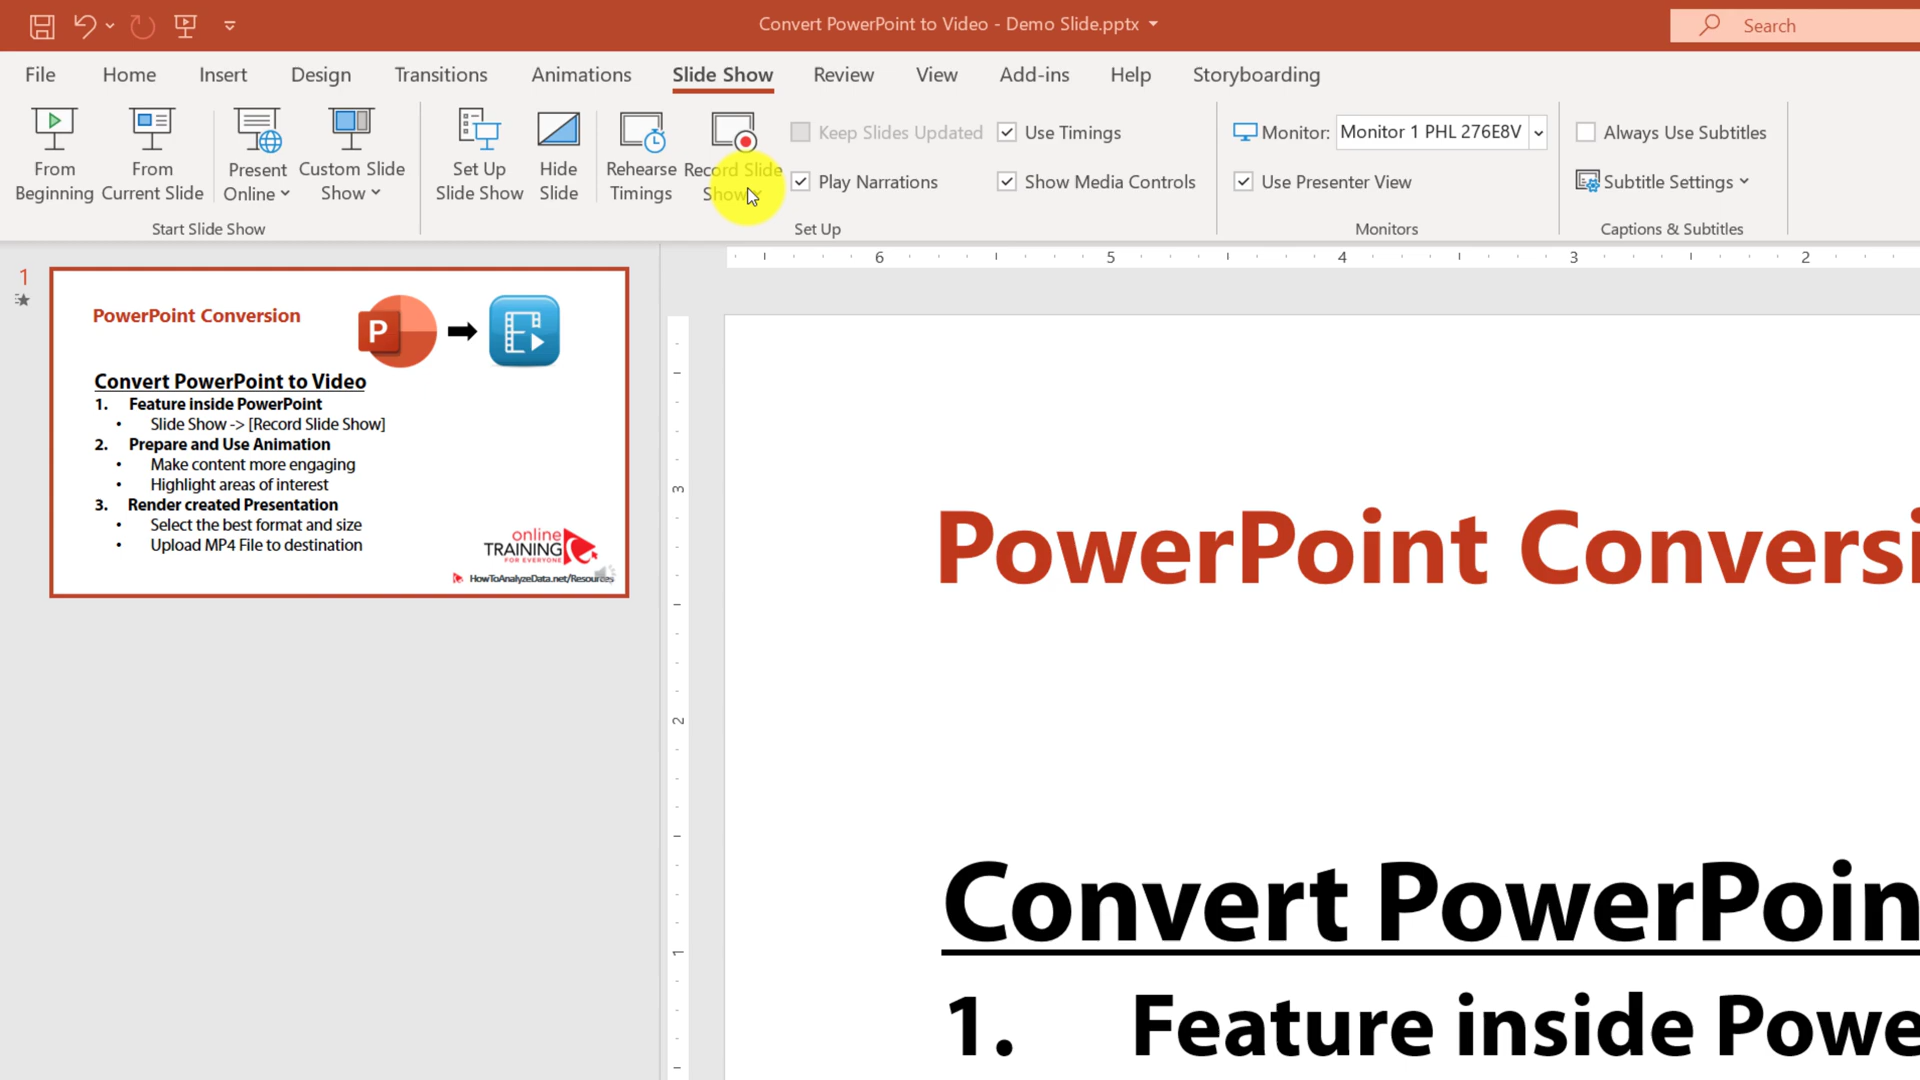 Convert PowerPoint to Video - Demo Slide.pptx
Search
File Home Insert Design Transitions Animations Slide Show Review View Add-ins Help Storyboarding
From Beginning
From Current Slide
Present Online
Custom Slide Show
Start Slide Show
Set Up Slide Show
Hide Slide
Rehearse Timings
Record Slide Show
Keep Slides Updated
Use Timings
Play Narrations
Show Media Controls
Set Up
Monitor: Monitor 1 PHL 276E8V
Use Presenter View
Monitors
Always Use Subtitles
Subtitle Settings
Captions & Subtitles
6 5 4 3 2
3
2
1
1
PowerPoint Conversion
P
Convert PowerPoint to Video
1. Feature inside PowerPoint
• Slide Show -> [Record Slide Show]
2. Prepare and Use Animation
• Make content more engaging
• Highlight areas of interest
3. Render created Presentation
• Select the best format and size
• Upload MP4 File to destination
online
TRAINING
FOR EVERYONE
HowToAnalyzeData.net/Resources
PowerPoint Conversi
Convert PowerPoin
1. Feature inside Powe